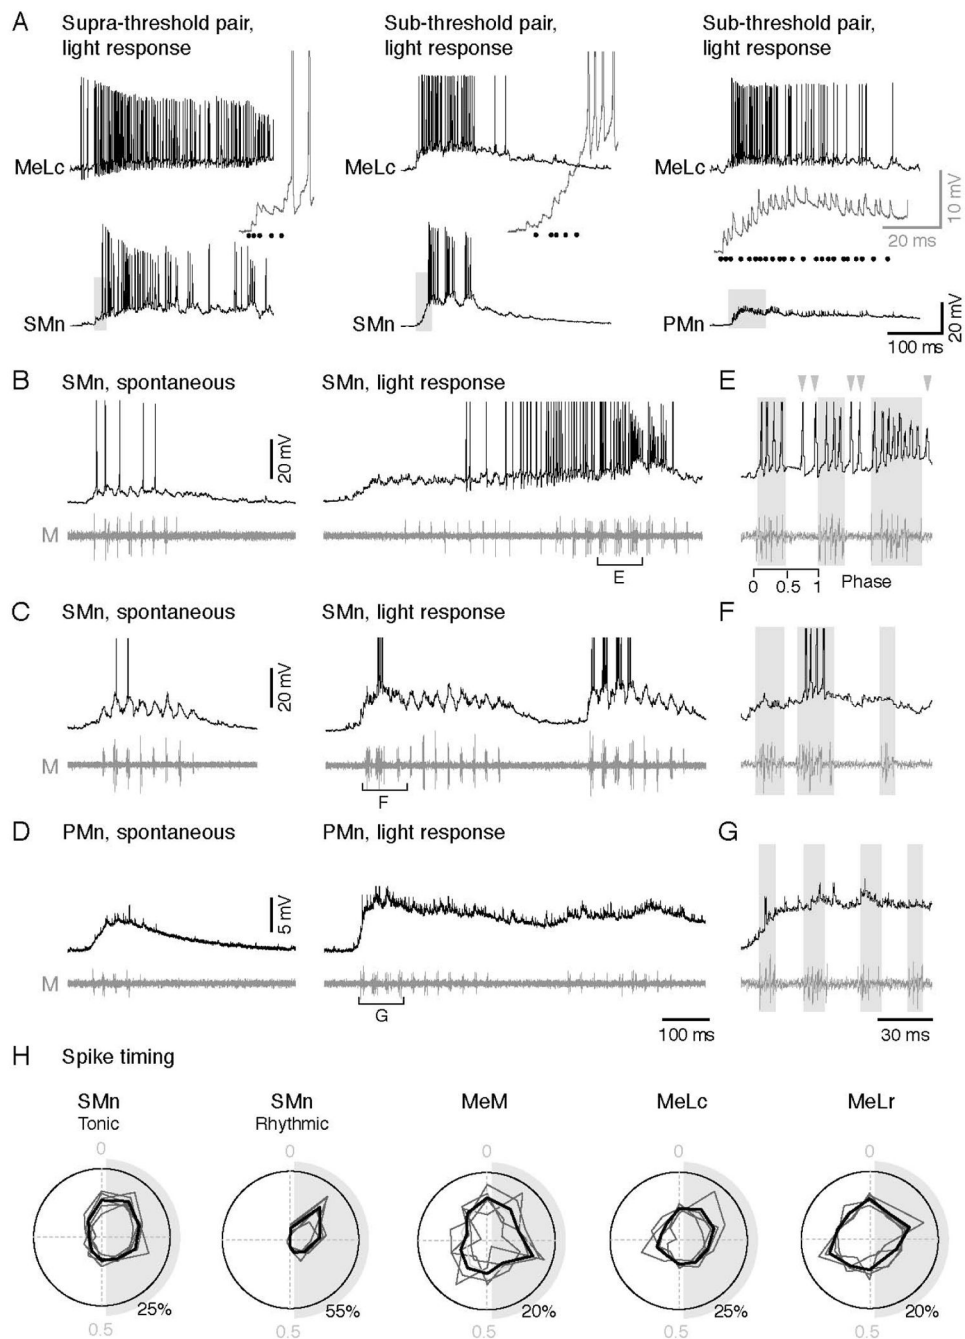 A
Supra-threshold pair,
light response
Sub-threshold pair,
light response
Sub-threshold pair,
light response
MeLc
MeLc
MeLc
10 mV
20 ms
SMn
SMn
PMn
20 mV
100 ms
B
SMn, spontaneous
SMn, light response
E
20 mV
M
E
0 0.5 1 Phase
C
SMn, spontaneous
SMn, light response
F
20 mV
M
F
D
PMn, spontaneous
PMn, light response
G
5 mV
M
G
100 ms
30 ms
H
Spike timing
SMn
Tonic
SMn
Rhythmic
MeM
MeLc
MeLr
0
0
0
0
0
25%
55%
20%
25%
20%
0.5
0.5
0.5
0.5
0.5